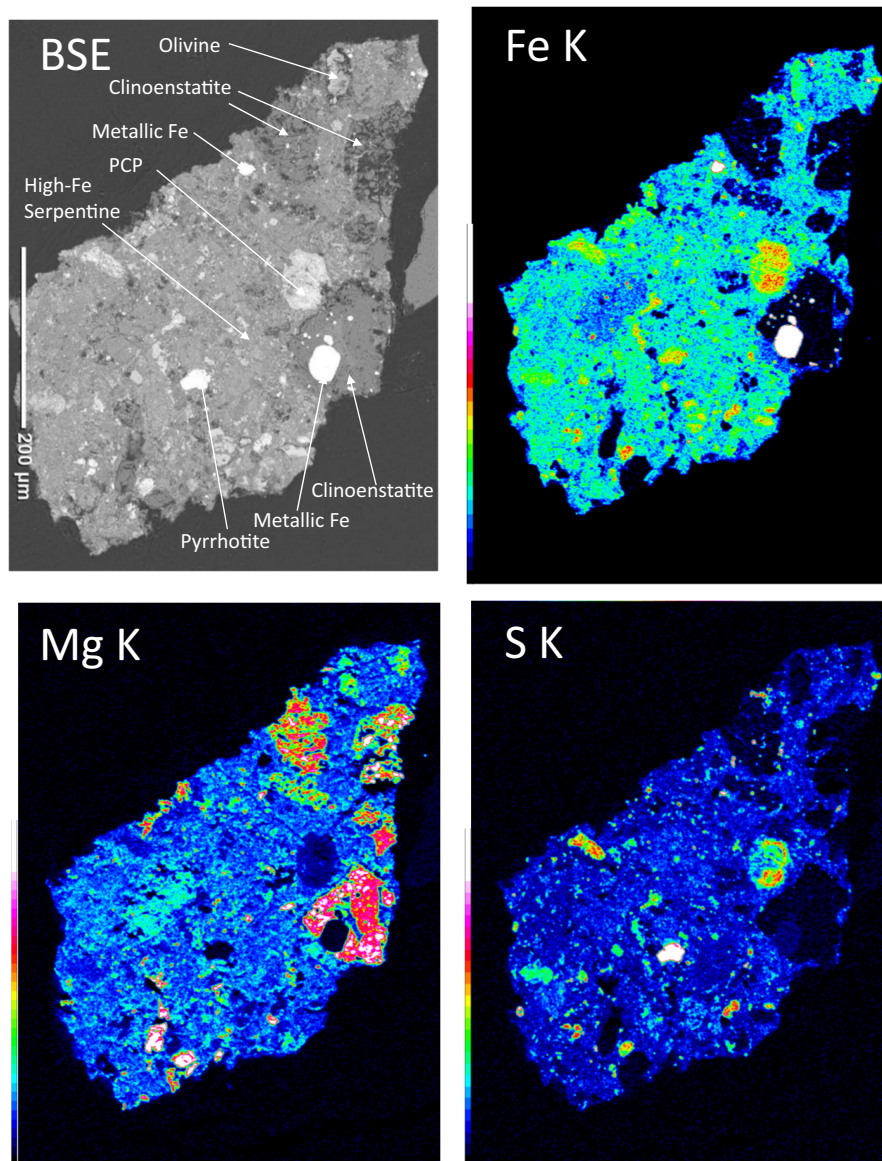 BSE
Olivine
Clinoenstatite
Metallic Fe
PCP
High-Fe
Serpentine
200 μm
Clinoenstatite
Metallic Fe
Pyrrhotite
Fe K
Mg K
S K